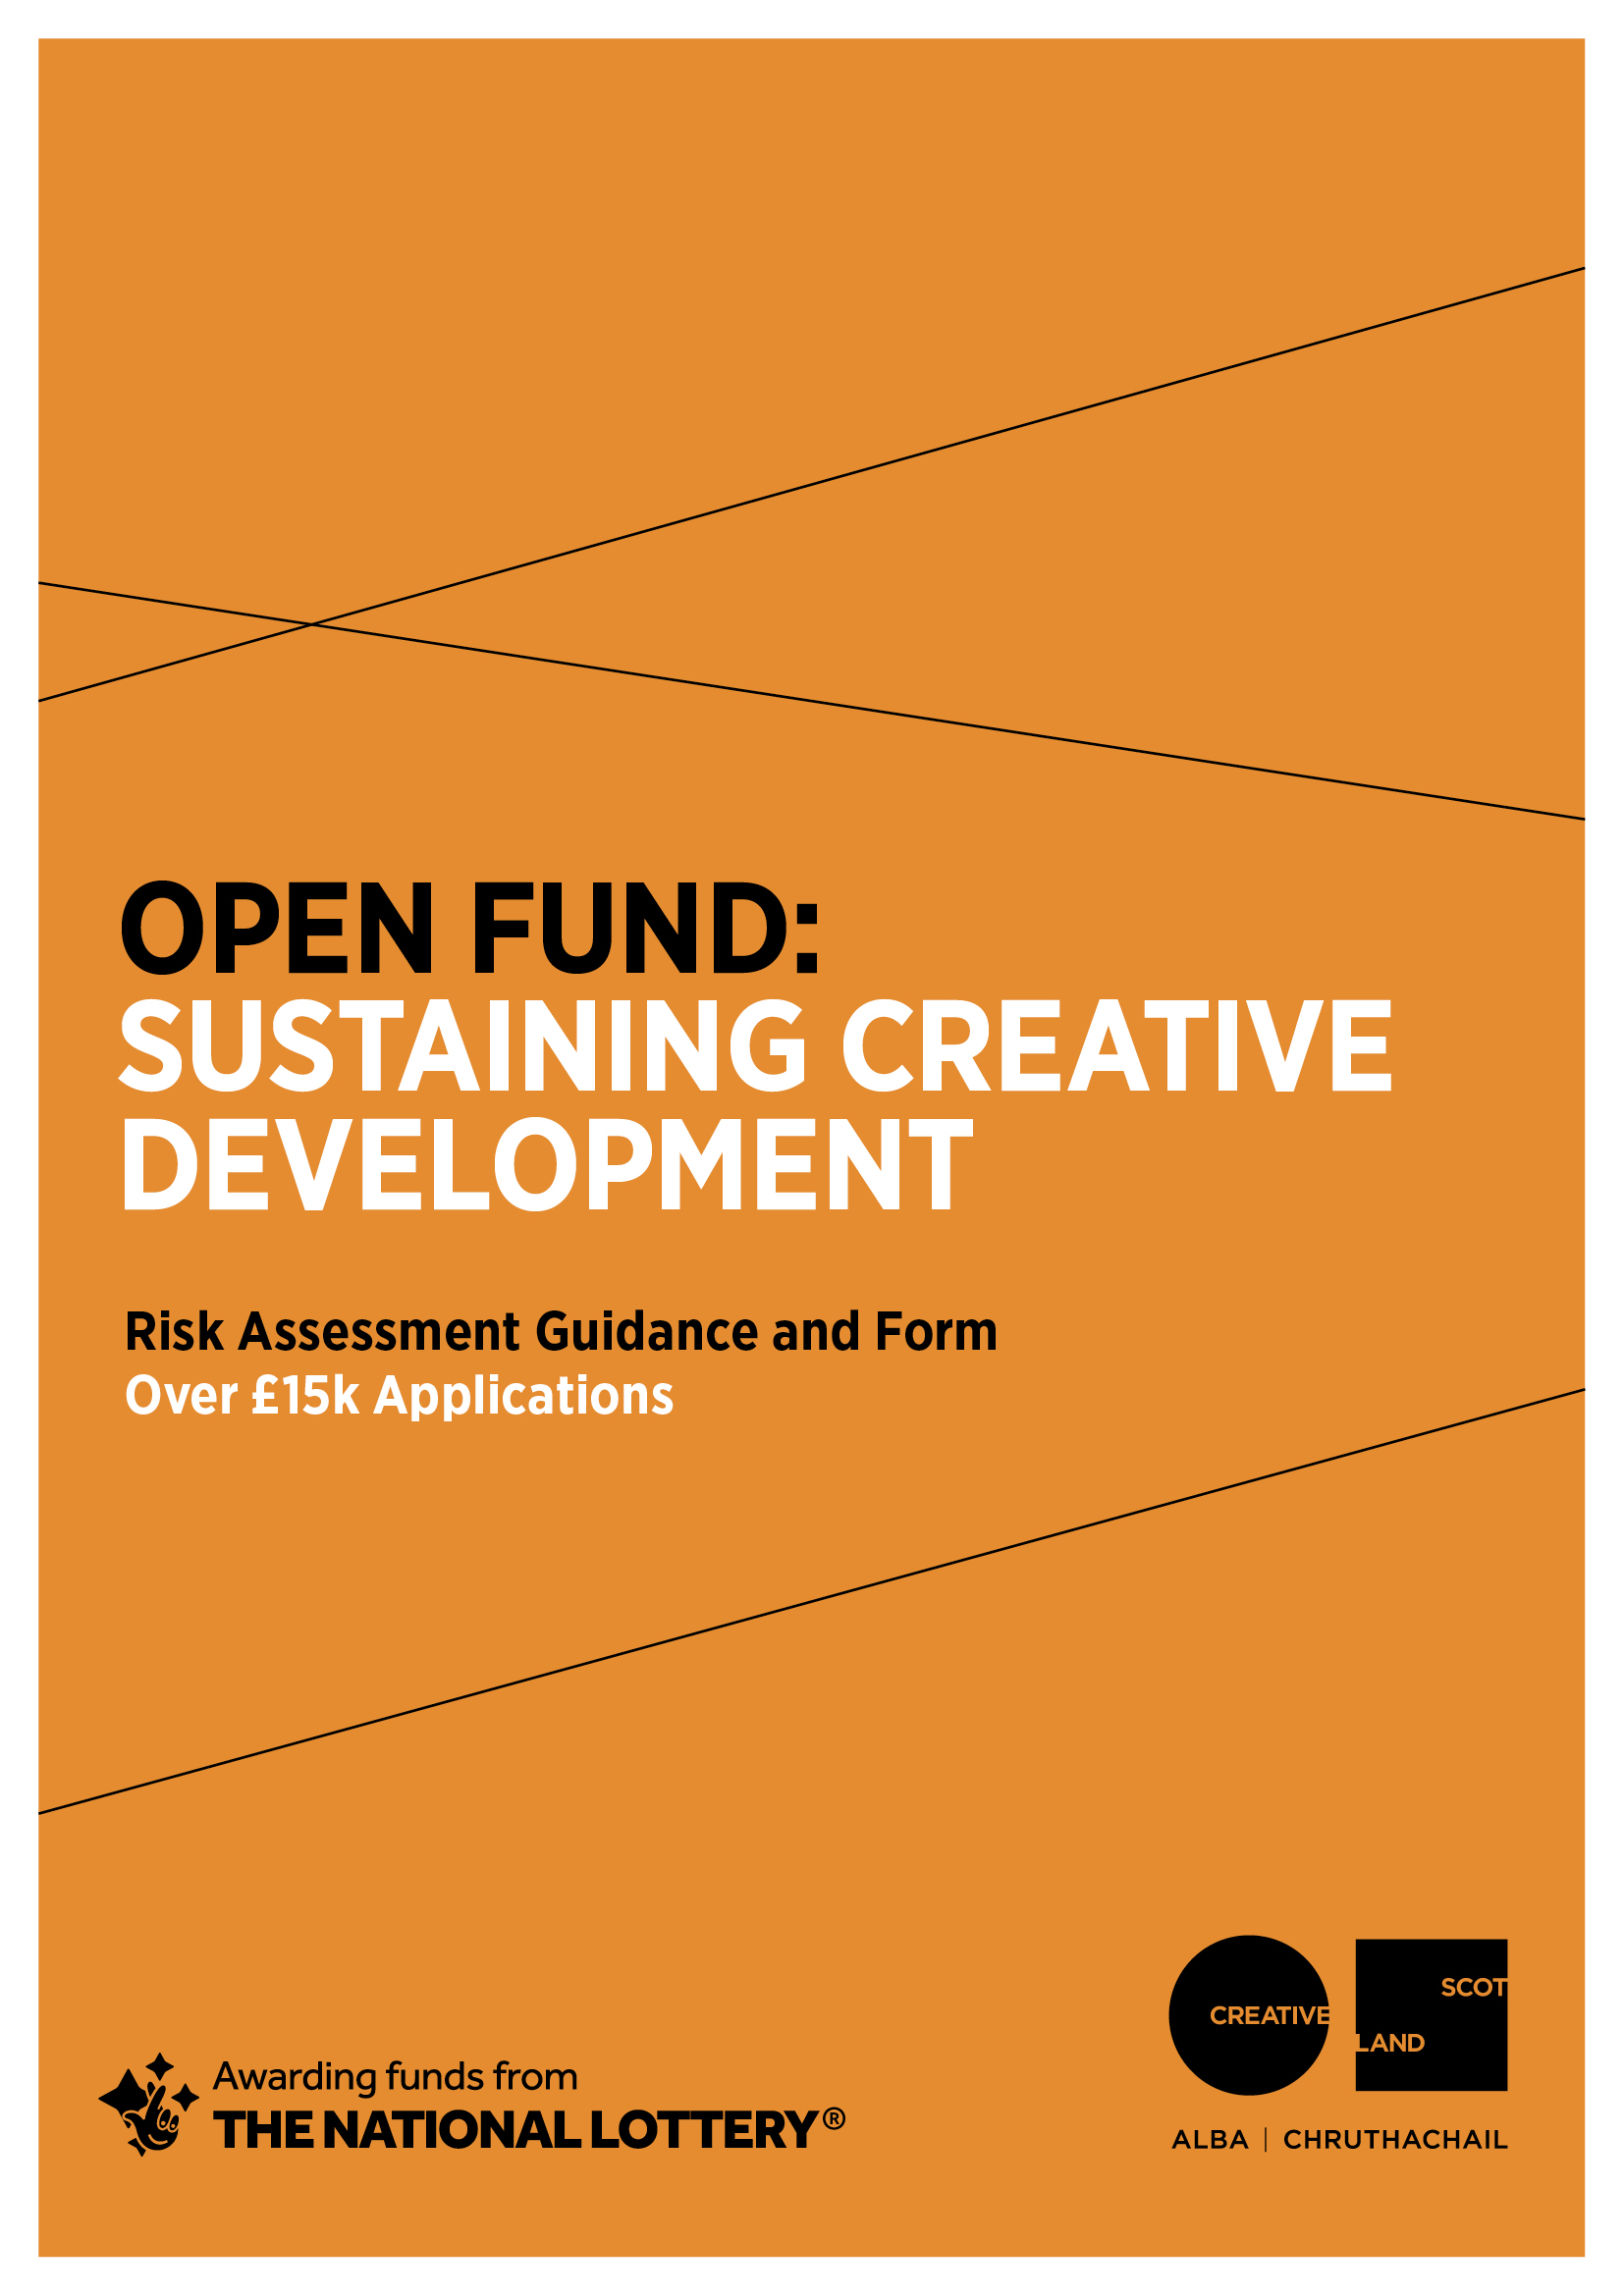 OPEN FUND:
SUSTAINING CREATIVE
DEVELOPMENT
Risk Assessment Guidance and Form
Over £15k Applications
Awarding funds from
THE NATIONAL LOTTERY®
CREATIVE
SCOT
LAND
ALBA | CHRUTHACHAIL